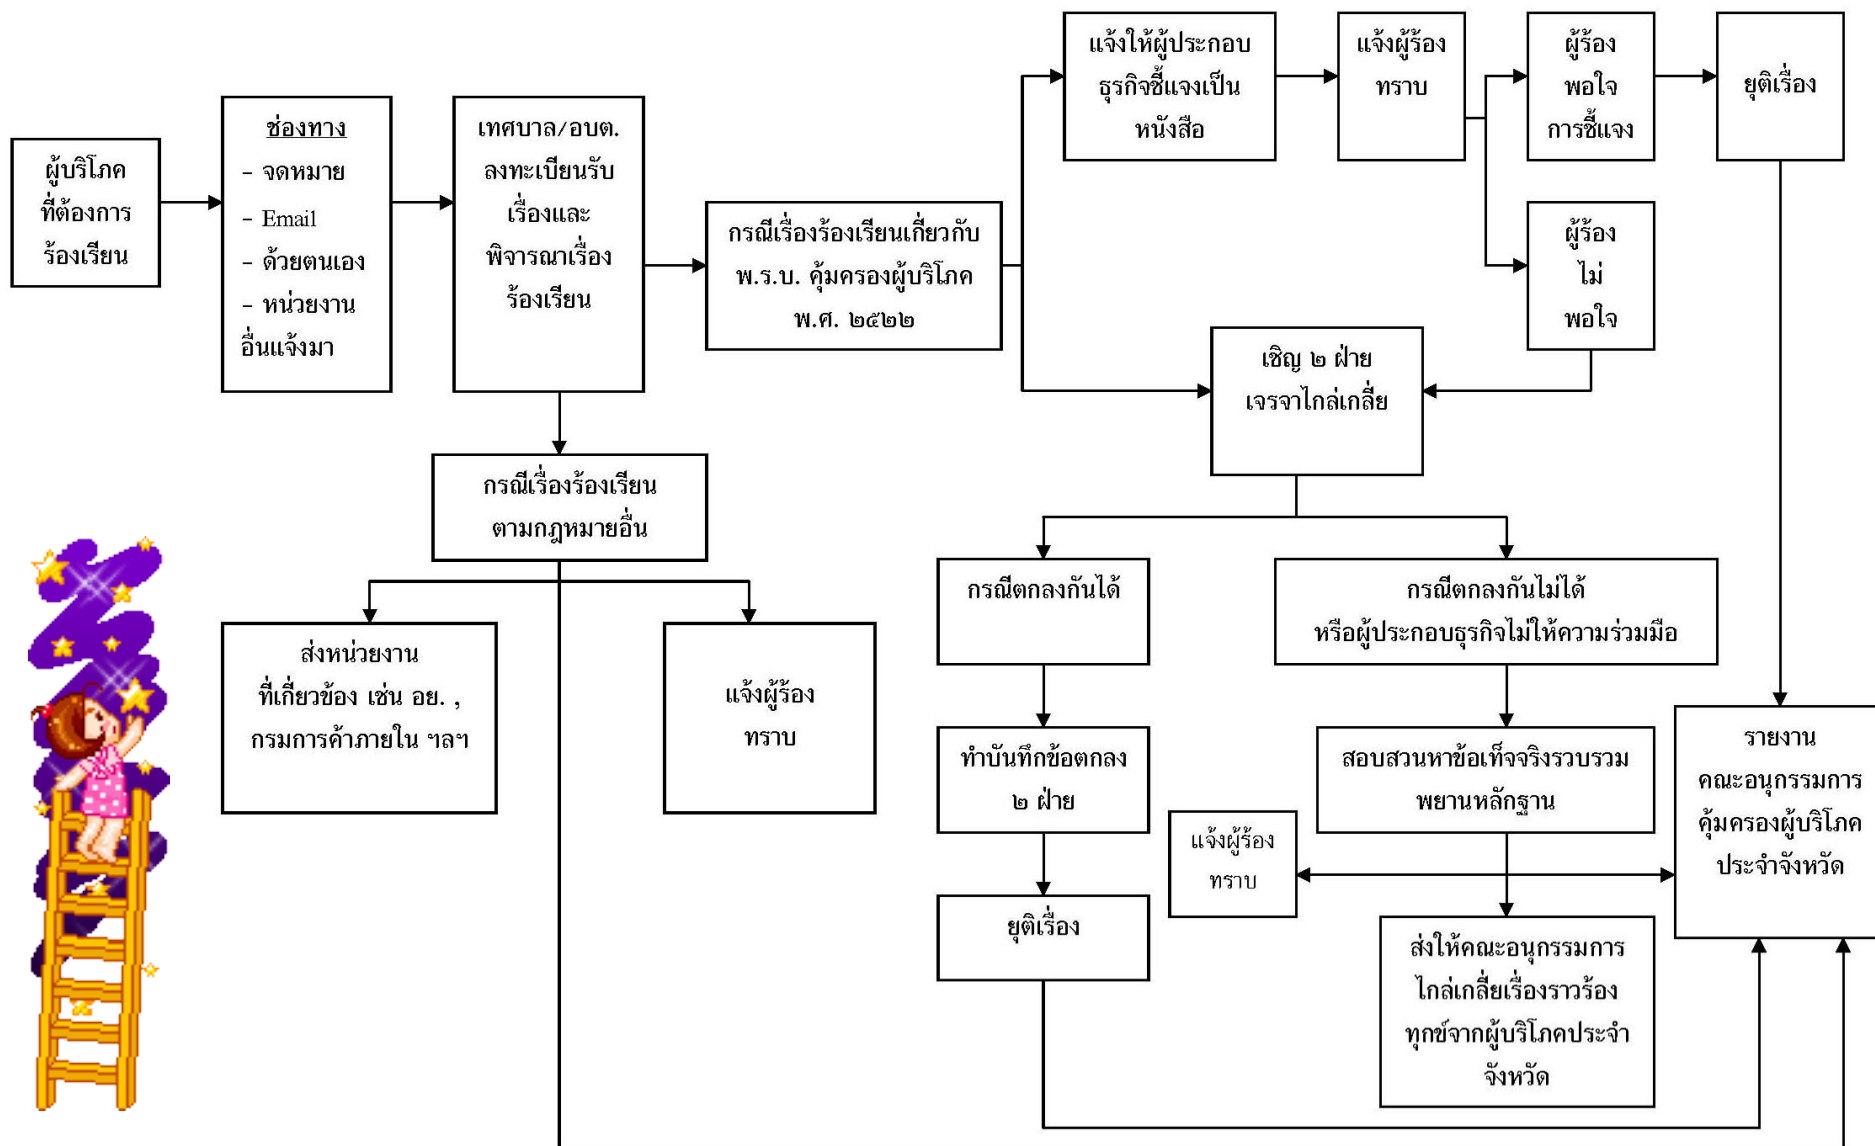 ผู้บริโภค
ที่ต้องการ
ร้องเรียน
ช่องทาง
- จดหมาย
- Email
- ด้วยตนเอง
- หน่วยงาน
อื่นแจ้งมา
เทศบาล/อบต.
ลงทะเบียนรับ
เรื่องและ
พิจารณาเรื่อง
ร้องเรียน
กรณีเรื่องร้องเรียนเกี่ยวกับ
พ.ร.บ. คุ้มครองผู้บริโภค
พ.ศ. ๒๕๒๒
แจ้งให้ผู้ประกอบ
ธุรกิจชี้แจงเป็น
หนังสือ
แจ้งผู้ร้อง
ทราบ
ผู้ร้อง
พอใจ
การชี้แจง
ยุติเรื่อง
ผู้ร้อง
ไม่
พอใจ
เชิญ ๒ ฝ่าย
เจรจาไกล่เกลี่ย
กรณีเรื่องร้องเรียน
ตามกฎหมายอื่น
ส่งหน่วยงาน
ที่เกี่ยวข้อง เช่น อย. ,
กรมการค้าภายใน ฯลฯ
แจ้งผู้ร้อง
ทราบ
กรณีตกลงกันได้
กรณีตกลงกันไม่ได้
หรือผู้ประกอบธุรกิจไม่ให้ความร่วมมือ
ทำบันทึกข้อตกลง
๒ ฝ่าย
สอบสวนหาข้อเท็จจริงรวบรวม
พยานหลักฐาน
รายงาน
คณะอนุกรรมการ
คุ้มครองผู้บริโภค
ประจำจังหวัด
แจ้งผู้ร้อง
ทราบ
ยุติเรื่อง
ส่งให้คณะอนุกรรมการ
ไกล่เกลี่ยเรื่องราวร้อง
ทุกข์จากผู้บริโภคประจำ
จังหวัด